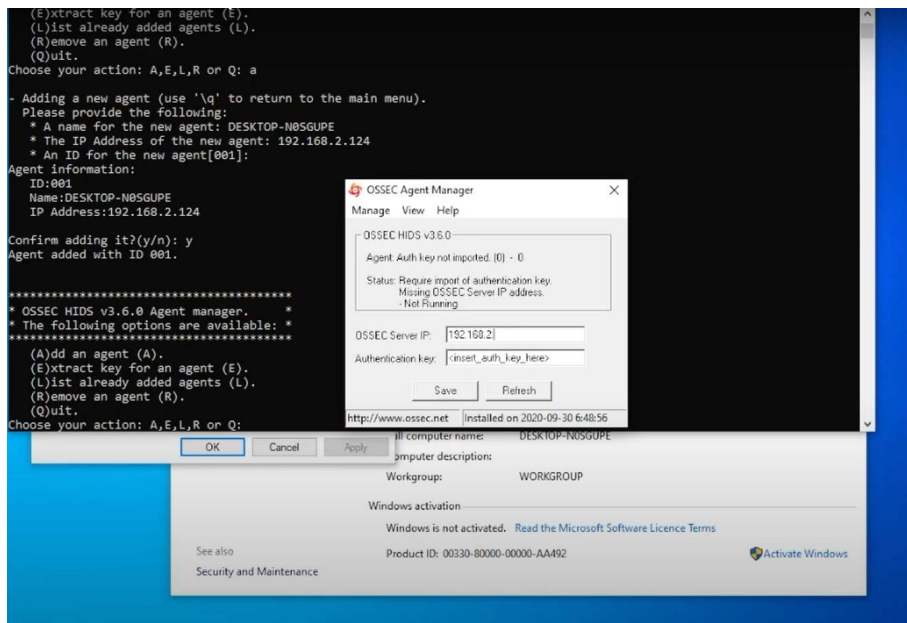 (E)xtract key for an agent (E).
(L)ist already added agents (L).
(R)emove an agent (R).
(Q)uit.
Choose your action: A,E,L,R or Q: a
- Adding a new agent (use '\q' to return to the main menu).
Please provide the following:
* A name for the new agent: DESKTOP-N0SGUPE
* The IP Address of the new agent: 192.168.2.124
* An ID for the new agent[001]:
Agent information:
ID:001
Name:DESKTOP-N0SGUPE
IP Address:192.168.2.124
Confirm adding it?(y/n): y
Agent added with ID 001.
****************************************
* OSSEC HIDS v3.6.0 Agent manager. *
* The following options are available: *
****************************************
(A)dd an agent (A).
(E)xtract key for an agent (E).
(L)ist already added agents (L).
(R)emove an agent (R).
(Q)uit.
Choose your action: A,E,L,R or Q:
OSSEC Agent Manager
Manage View Help
OSSEC HIDS v3.6.0
Agent: Auth key not imported. (0) - 0
Status: Require import of authentication key.
Missing OSSEC Server IP address.
- Not Running
OSSEC Server IP: 192.168.2
Authentication key: <insert_auth_key_here>
Save Refresh
http://www.ossec.net Installed on 2020-09-30 6:48:56
OK Cancel Apply
ull computer name: DESKTOP-N0SGUPE
omputer description:
Workgroup: WORKGROUP
Windows activation
Windows is not activated. Read the Microsoft Software Licence Terms
See also
Product ID: 00330-80000-00000-AA492
Activate Windows
Security and Maintenance